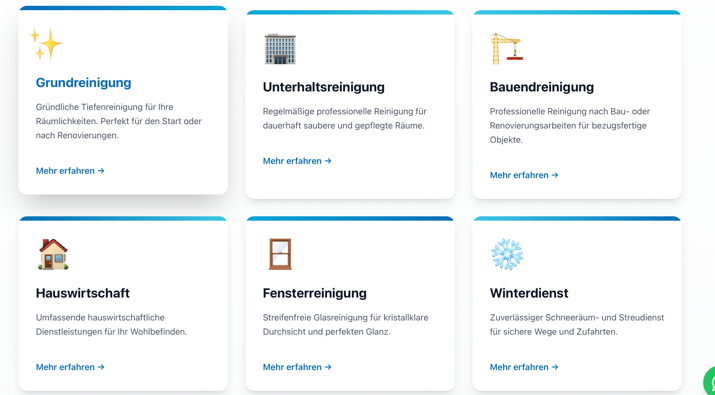 Grundreinigung
Gründliche Tiefenreinigung für Ihre
Räumlichkeiten. Perfekt für den Start oder
nach Renovierungen.
Mehr erfahren →
Unterhaltsreinigung
Regelmäßige professionelle Reinigung für
dauerhaft saubere und gepflegte Räume.
Mehr erfahren →
Bauendreinigung
Professionelle Reinigung nach Bau- oder
Renovierungsarbeiten für bezugsfertige
Objekte.
Mehr erfahren →
Hauswirtschaft
Umfassende hauswirtschaftliche
Dienstleistungen für Ihr Wohlbefinden.
Mehr erfahren →
Fensterreinigung
Streifenfreie Glasreinigung für kristallklare
Durchsicht und perfekten Glanz.
Mehr erfahren →
Winterdienst
Zuverlässiger Schneeräum- und Streudienst
für sichere Wege und Zufahrten.
Mehr erfahren →